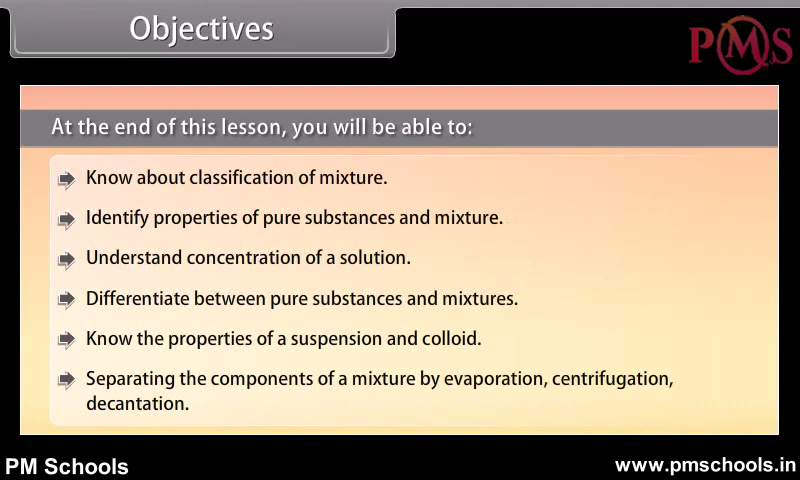 Objectives
PMS
At the end of this lesson, you will be able to:
Know about classification of mixture.
Identify properties of pure substances and mixture.
Understand concentration of a solution.
Differentiate between pure substances and mixtures.
Know the properties of a suspension and colloid.
Separating the components of a mixture by evaporation, centrifugation,
decantation.
PM Schools
www.pmschools.in